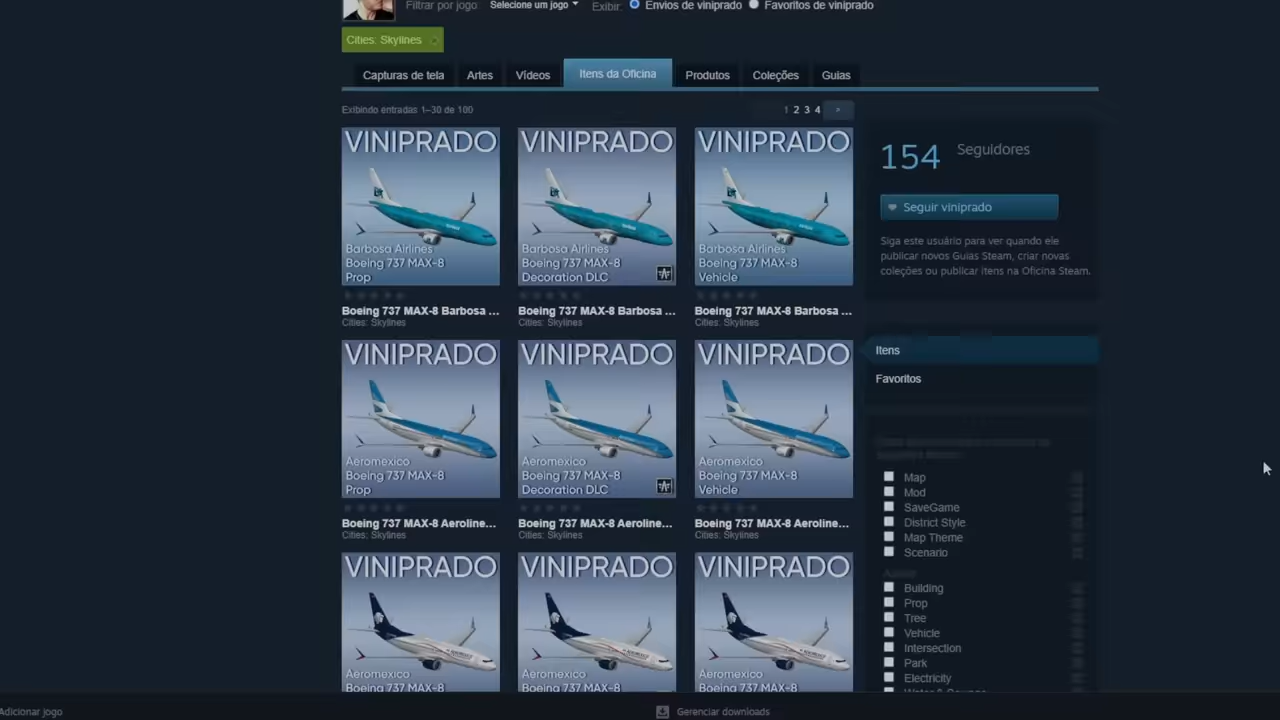 Filtrar por jogo: Selecione um jogo Exibir: Envios de viniprado Favoritos de viniprado
Cities: Skylines
Capturas de tela Artes Vídeos Itens da Oficina Produtos Coleções Guias
Exibindo entradas 1–30 de 100
1 2 3 4 >
154 Seguidores
Seguir viniprado
Siga este usuário para ver quando ele
publicar novos Guias Steam, criar novas
coleções ou publicar itens na Oficina Steam.
VINIPRADO
Barbosa Airlines
Boeing 737 MAX-8
Prop
VINIPRADO
Barbosa Airlines
Boeing 737 MAX-8
Decoration DLC
VINIPRADO
Barbosa Airlines
Boeing 737 MAX-8
Vehicle
Boeing 737 MAX-8 Barbosa ...
Cities: Skylines
Boeing 737 MAX-8 Barbosa ...
Cities: Skylines
Boeing 737 MAX-8 Barbosa ...
Cities: Skylines
VINIPRADO
Aeromexico
Boeing 737 MAX-8
Prop
VINIPRADO
Aeromexico
Boeing 737 MAX-8
Decoration DLC
VINIPRADO
Aeromexico
Boeing 737 MAX-8
Vehicle
Boeing 737 MAX-8 Aeroline...
Cities: Skylines
Boeing 737 MAX-8 Aeroline...
Cities: Skylines
Boeing 737 MAX-8 Aeroline...
Cities: Skylines
VINIPRADO
Aeromexico
Boeing 737 MAX-8
VINIPRADO
Aeromexico
Boeing 737 MAX-8
VINIPRADO
Aeromexico
Boeing 737 MAX-8
Itens
Favoritos
Map
Mod
SaveGame
District Style
Map Theme
Scenario
Building
Prop
Tree
Vehicle
Intersection
Park
Electricity
Adicionar jogo
Gerenciar downloads